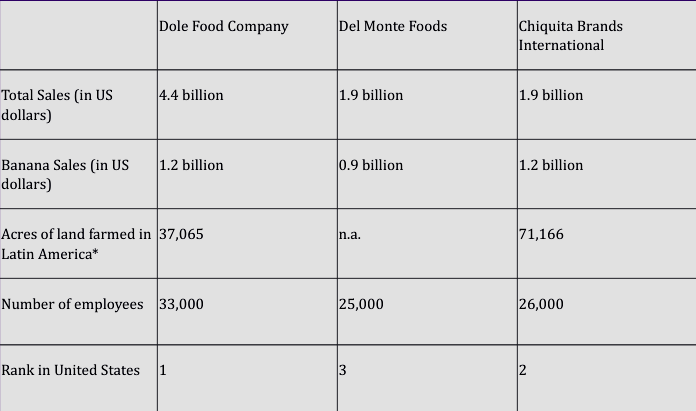 Dole Food Company
Del Monte Foods
Chiquita Brands
International
Total Sales (in US
dollars)
4.4 billion
1.9 billion
1.9 billion
Banana Sales (in US
dollars)
1.2 billion
0.9 billion
1.2 billion
Acres of land farmed in
Latin America*
37,065
n.a.
71,166
Number of employees
33,000
25,000
26,000
Rank in United States
1
3
2